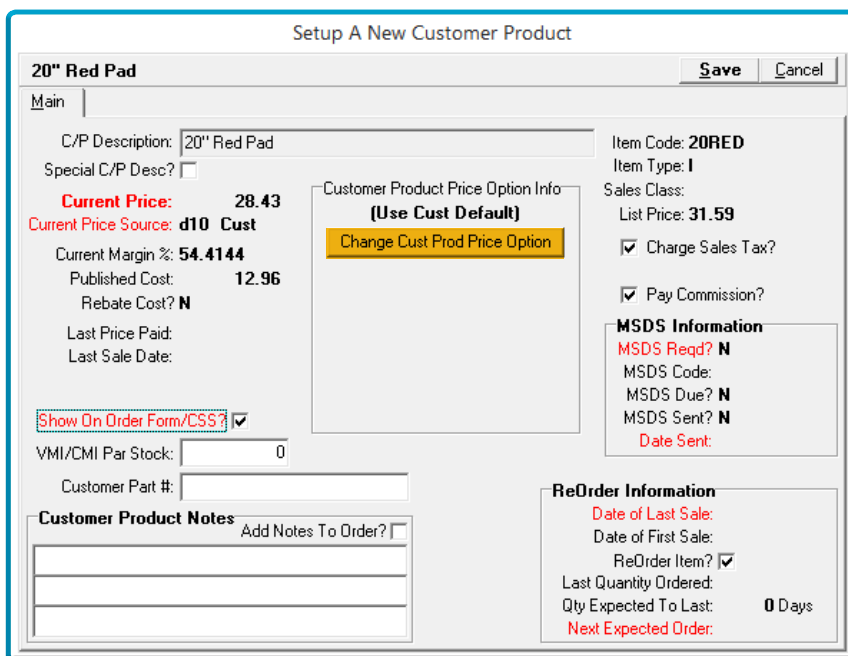 Setup A New Customer Product
20" Red Pad
Save Cancel
Main
C/P Description: 20" Red Pad
Special C/P Desc?
Current Price: 28.43
Current Price Source: d10 Cust
Current Margin %: 54.4144
Published Cost: 12.96
Rebate Cost? N
Last Price Paid:
Last Sale Date:
Show On Order Form/CSS?
VMI/CMI Par Stock: 0
Customer Part #:
Customer Product Notes
Add Notes To Order?
Customer Product Price Option Info
(Use Cust Default)
Change Cust Prod Price Option
Item Code: 20RED
Item Type: I
Sales Class:
List Price: 31.59
Charge Sales Tax?
Pay Commission?
MSDS Information
MSDS Reqd? N
MSDS Code:
MSDS Due? N
MSDS Sent? N
Date Sent:
ReOrder Information
Date of Last Sale:
Date of First Sale:
ReOrder Item?
Last Quantity Ordered:
Qty Expected To Last: 0 Days
Next Expected Order: